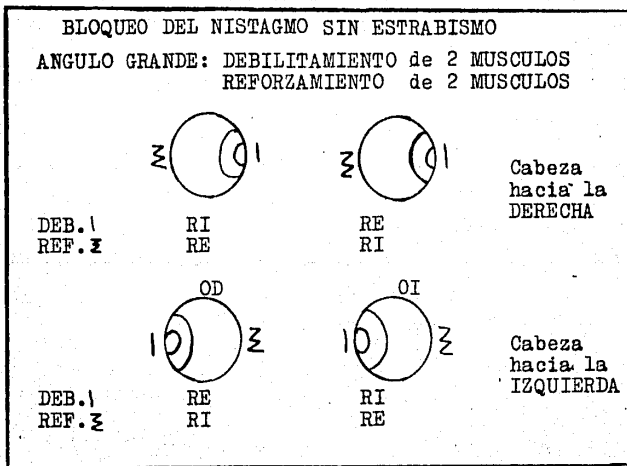 BLOQUEO DEL NISTAGMO SIN ESTRABISMO
ANGULO GRANDE: DEBILITAMIENTO de 2 MUSCULOS
REFORZAMIENTO de 2 MUSCULOS
Cabeza
hacia la
DERECHA
DEB. RI RE
REF. RE RI
OD OI
Cabeza
hacia la
IZQUIERDA
DEB. RE RI
REF. RI RE